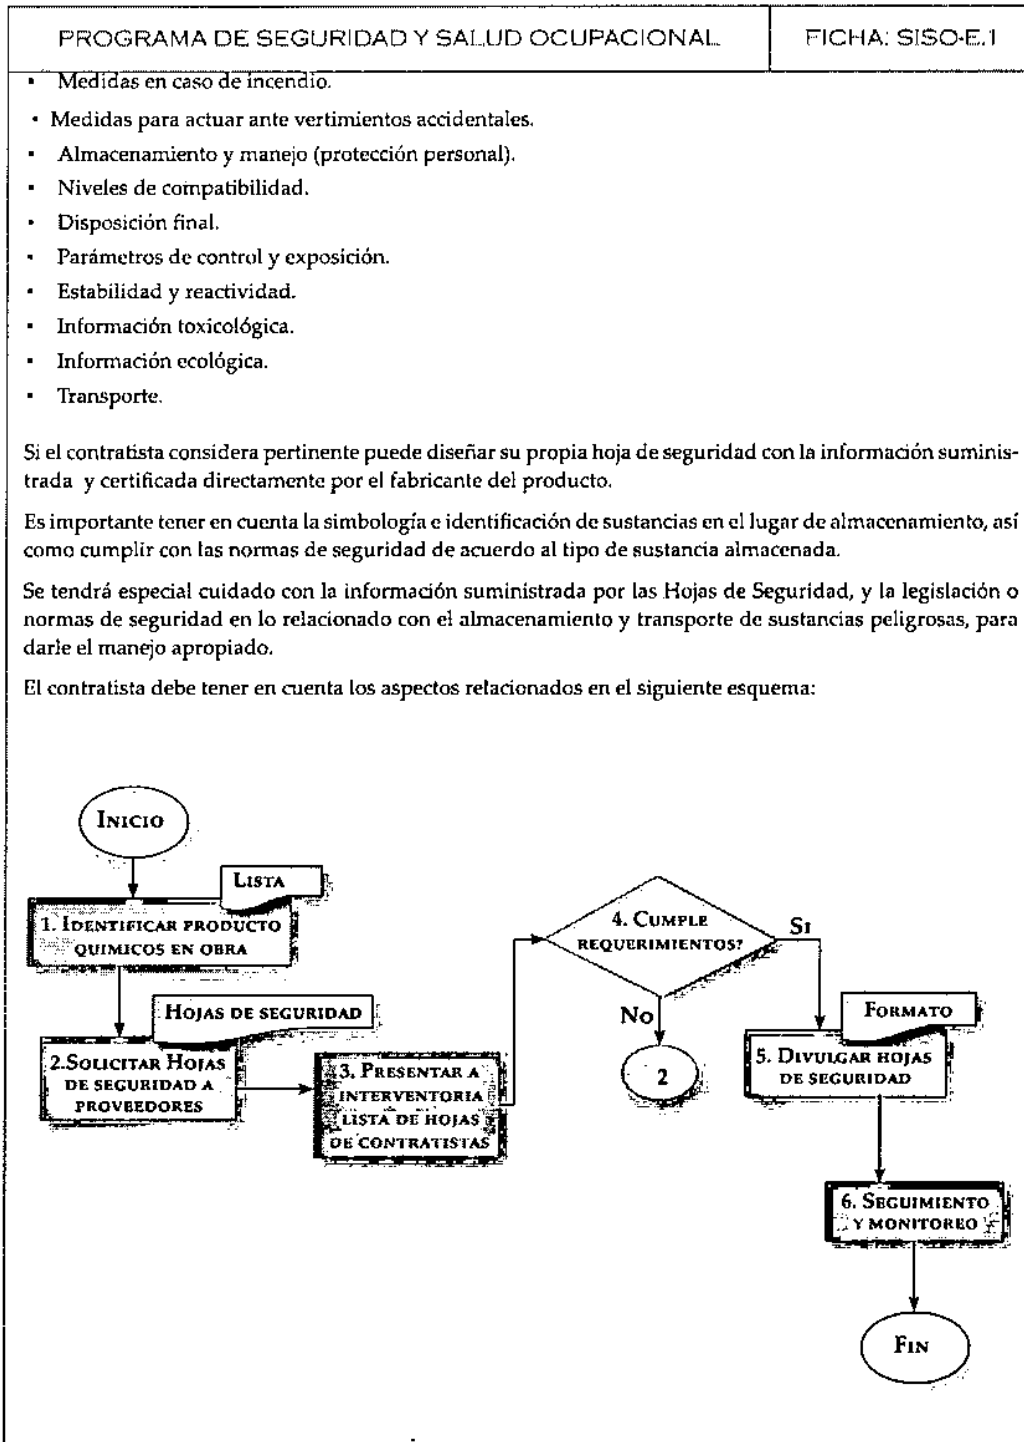 PROGRAMA DE SEGURIDAD Y SALUD OCUPACIONAL
FICHA: SISO-E.1
• Medidas en caso de incendio.
• Medidas para actuar ante vertimientos accidentales.
• Almacenamiento y manejo (protección personal).
• Niveles de compatibilidad.
• Disposición final.
• Parámetros de control y exposición.
• Estabilidad y reactividad.
• Información toxicológica.
• Información ecológica.
• Transporte.
Si el contratista considera pertinente puede diseñar su propia hoja de seguridad con la información suminis-
trada y certificada directamente por el fabricante del producto.
Es importante tener en cuenta la simbología e identificación de sustancias en el lugar de almacenamiento, así
como cumplir con las normas de seguridad de acuerdo al tipo de sustancia almacenada.
Se tendrá especial cuidado con la información suministrada por las Hojas de Seguridad, y la legislación o
normas de seguridad en lo relacionado con el almacenamiento y transporte de sustancias peligrosas, para
darle el manejo apropiado.
El contratista debe tener en cuenta los aspectos relacionados en el siguiente esquema:
INICIO
LISTA
1. IDENTIFICAR PRODUCTO
QUIMICOS EN OBRA
HOJAS DE SEGURIDAD
2.SOLICITAR HOJAS
DE SEGURIDAD A
PROVEEDORES
3. PRESENTAR A
INTERVENTORIA
LISTA DE HOJAS
DE CONTRATISTAS
4. CUMPLE
REQUERIMIENTOS?
SI
NO
2
FORMATO
5. DIVULGAR HOJAS
DE SEGURIDAD
6. SEGUIMIENTO
Y MONITOREO
FIN